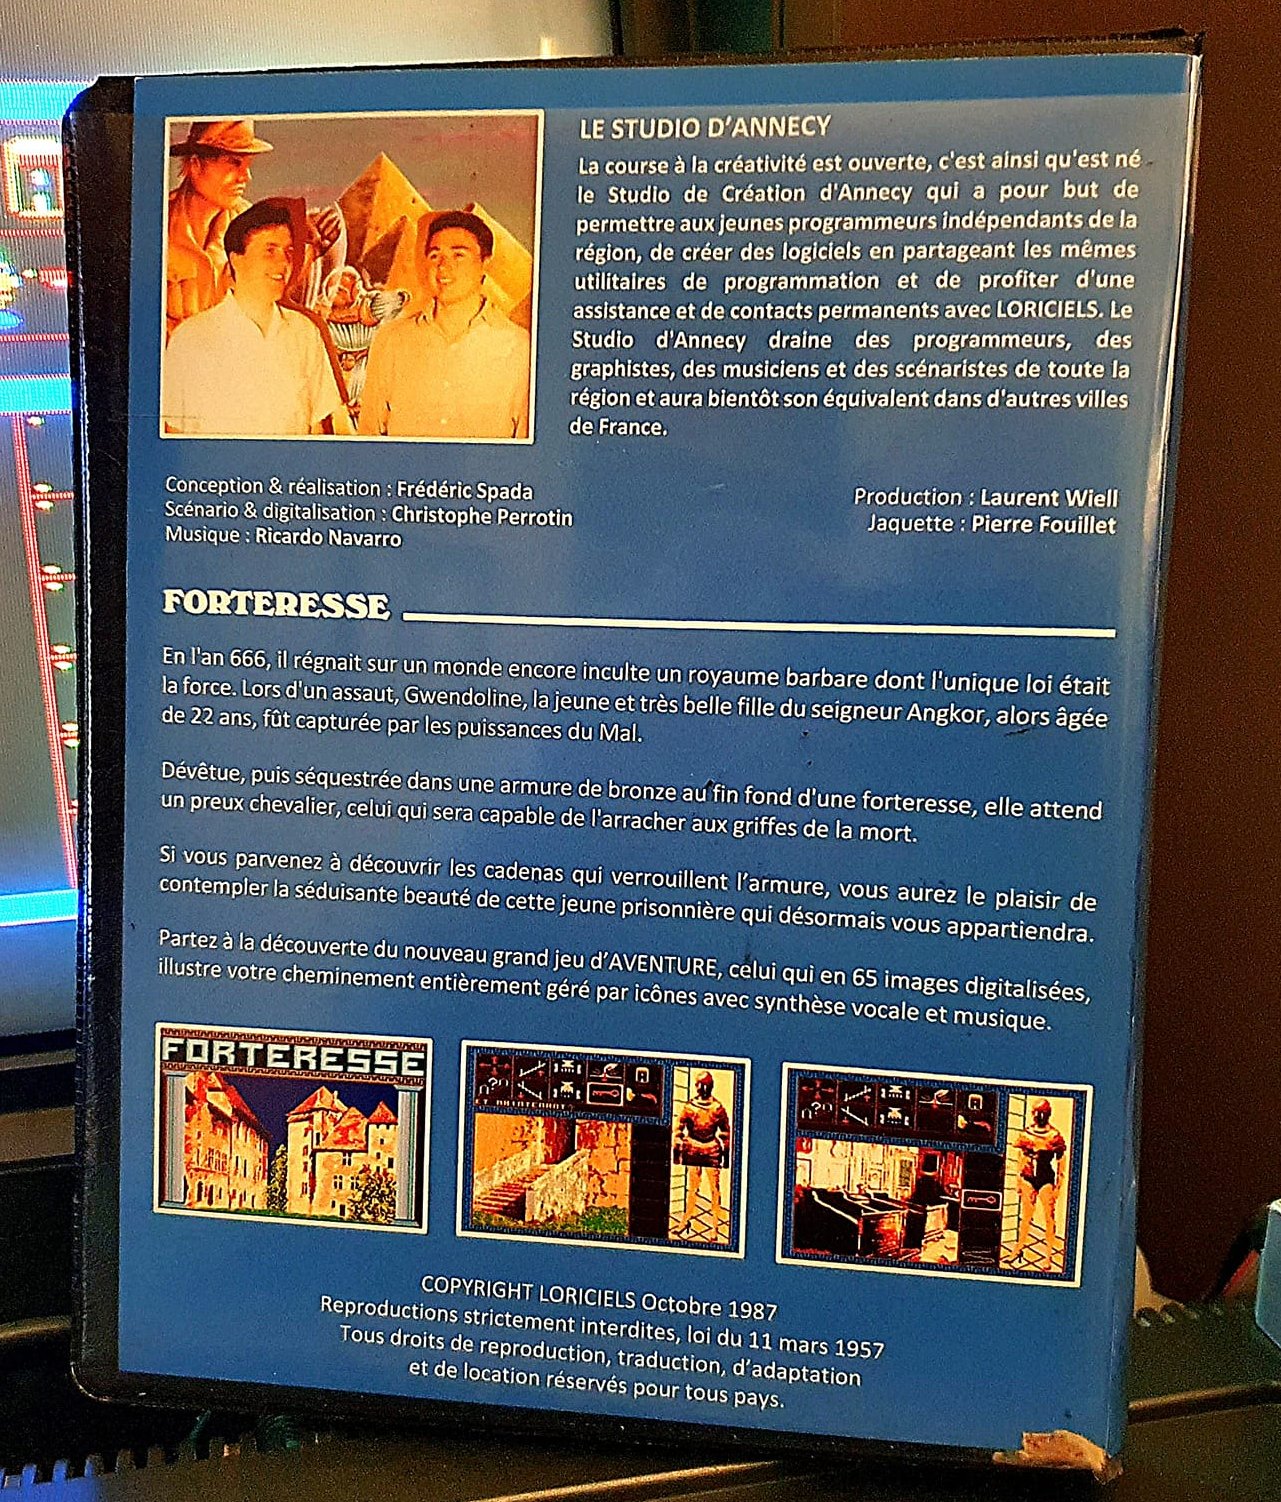 LE STUDIO D'ANNECY
La course à la créativité est ouverte, c'est ainsi qu'est né
le Studio de Création d'Annecy qui a pour but de
permettre aux jeunes programmeurs indépendants de la
région, de créer des logiciels en partageant les mêmes
utilitaires de programmation et de profiter d'une
assistance et de contacts permanents avec LORICIELS. Le
Studio d'Annecy draine des programmeurs, des
graphistes, des musiciens et des scénaristes de toute la
région et aura bientôt son équivalent dans d'autres villes
de France.
Conception & réalisation : Frédéric Spada
Scénario & digitalisation : Christophe Perrotin
Musique : Ricardo Navarro
Production : Laurent Wiell
Jaquette : Pierre Fouillet
FORTERESSE
En l'an 666, il régnait sur un monde encore inculte un royaume barbare dont l'unique loi était
la force. Lors d'un assaut, Gwendoline, la jeune et très belle fille du seigneur Angkor, alors âgée
de 22 ans, fût capturée par les puissances du Mal.
Dévêtue, puis séquestrée dans une armure de bronze au fin fond d'une forteresse, elle attend
un preux chevalier, celui qui sera capable de l'arracher aux griffes de la mort.
Si vous parvenez à découvrir les cadenas qui verrouillent l'armure, vous aurez le plaisir de
contempler la séduisante beauté de cette jeune prisonnière qui désormais vous appartiendra.
Partez à la découverte du nouveau grand jeu d'AVENTURE, celui qui en 65 images digitalisées,
illustre votre cheminement entièrement géré par icônes avec synthèse vocale et musique.
FORTERESSE
n?n
ET MAINTENANT?
n?n
COPYRIGHT LORICIELS Octobre 1987
Reproductions strictement interdites, loi du 11 mars 1957
Tous droits de reproduction, traduction, d'adaptation
et de location réservés pour tous pays.